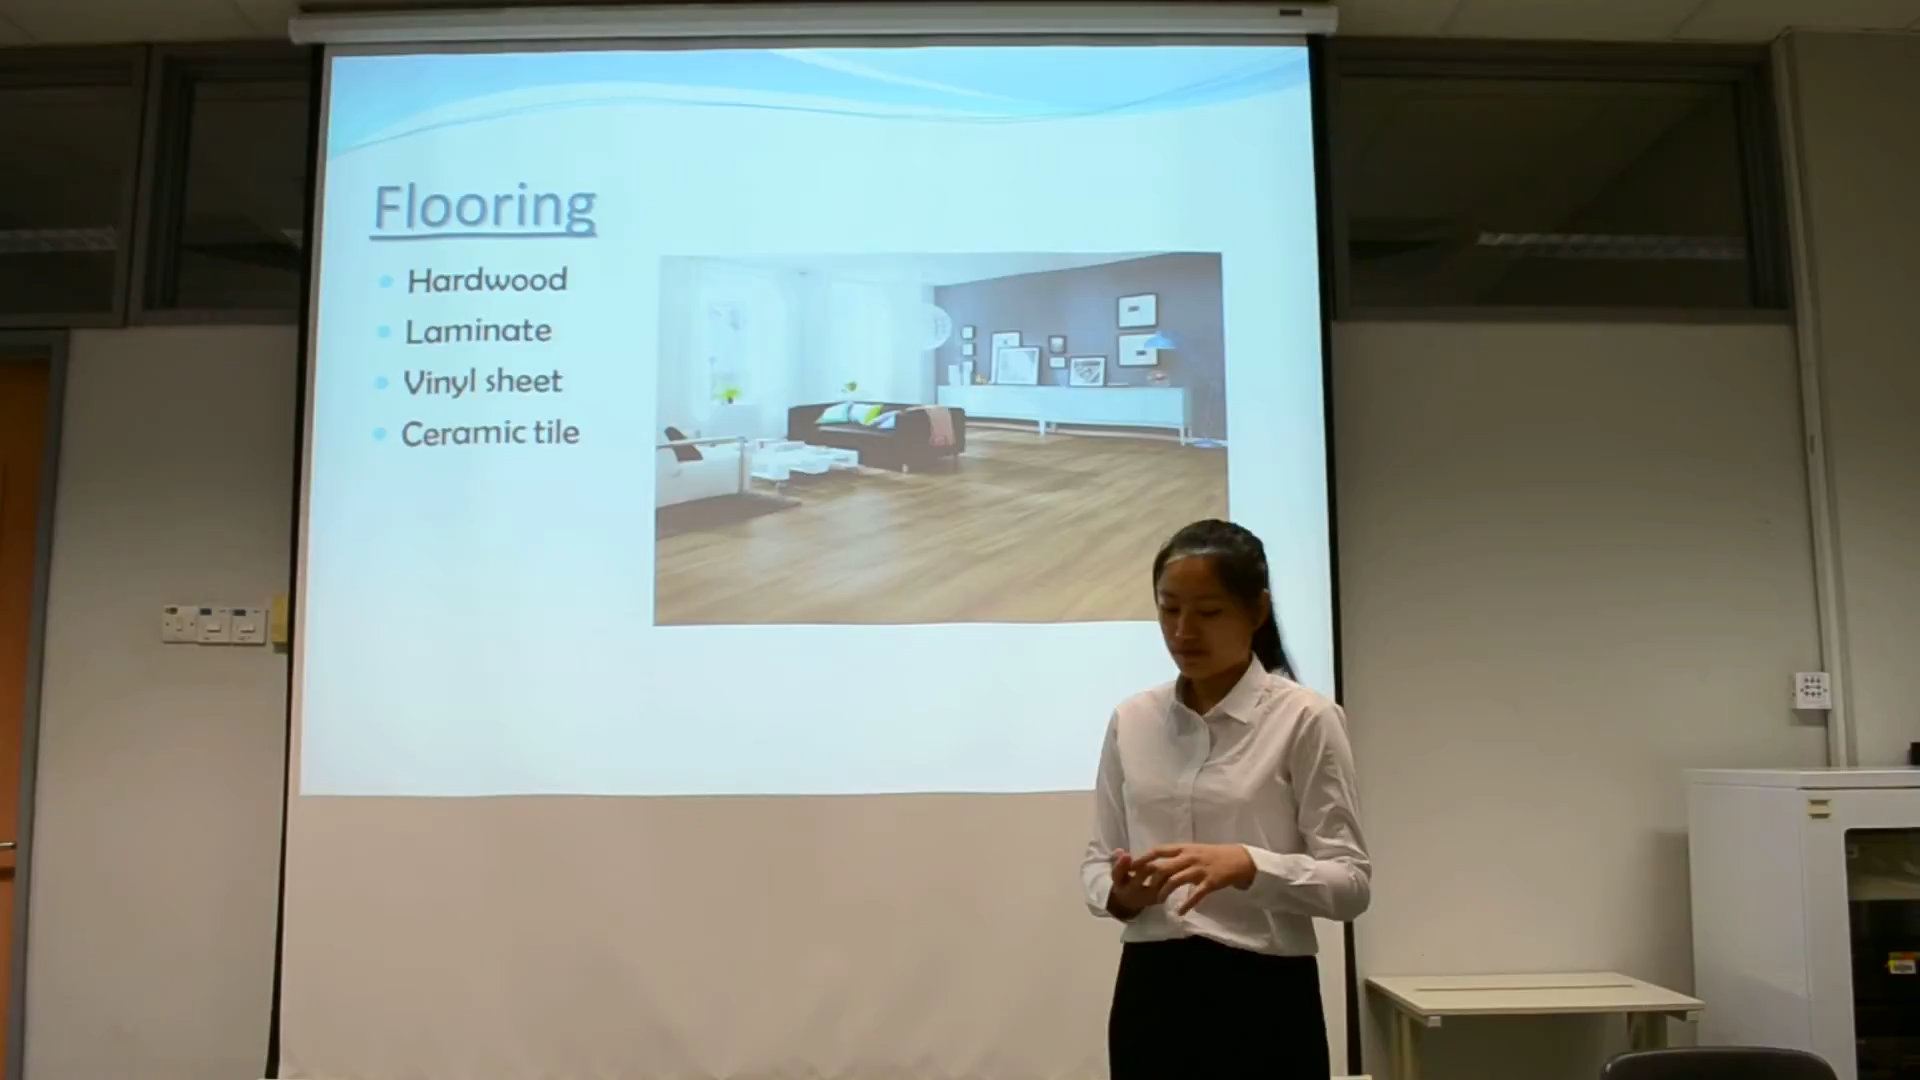 Flooring
Hardwood
Laminate
Vinyl sheet
Ceramic tile